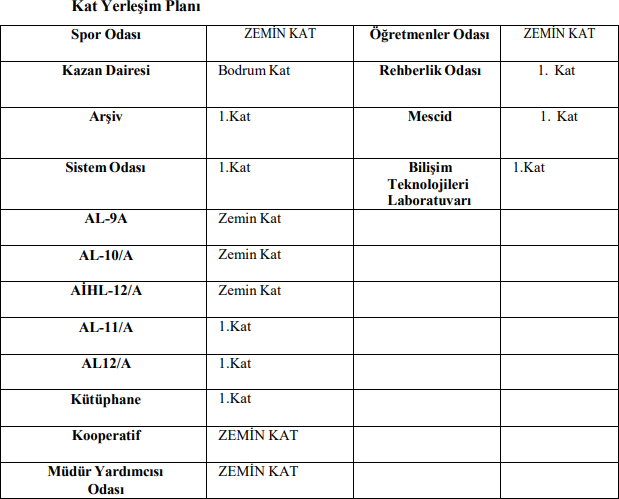 Kat Yerleşim Planı
Spor Odası ZEMİN KAT Öğretmenler Odası ZEMİN KAT
Kazan Dairesi Bodrum Kat Rehberlik Odası 1. Kat
Arşiv 1.Kat Mescid 1. Kat
Sistem Odası 1.Kat Bilişim Teknolojileri Laboratuvarı 1.Kat
AL-9A Zemin Kat
AL-10/A Zemin Kat
AİHL-12/A Zemin Kat
AL-11/A 1.Kat
AL12/A 1.Kat
Kütüphane 1.Kat
Kooperatif ZEMİN KAT
Müdür Yardımcısı Odası ZEMİN KAT